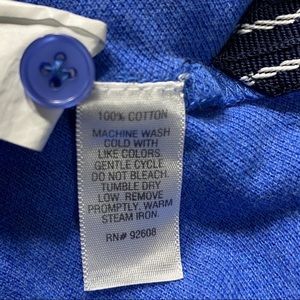 100% COTTON
MACHINE WASH
COLD WITH
LIKE COLORS
GENTLE CYCLE
DO NOT BLEACH.
TUMBLE DRY
LOW REMOVE
PROMPTLY. WARM
STEAM IRON.
RN# 92608